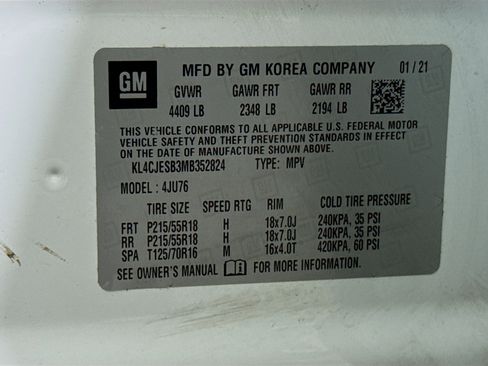 GM MFD BY GM KOREA COMPANY 01/21
GVWR GAWR FRT GAWR RR
4409 LB 2348 LB 2194 LB
THIS VEHICLE CONFORMS TO ALL APPLICABLE U.S. FEDERAL MOTOR
VEHICLE SAFETY AND THEFT PREVENTION STANDARDS IN EFFECT
ON THE DATE OF MANUFACTURE SHOWN ABOVE.
KL4CJESB3MB352824 TYPE: MPV
MODEL: 4JU76
TIRE SIZE SPEED RTG RIM COLD TIRE PRESSURE
FRT P215/55R18 H 18x7.0J 240KPA, 35 PSI
RR P215/55R18 H 18x7.0J 240KPA, 35 PSI
SPA T125/70R16 M 16x4.0T 420KPA, 60 PSI
SEE OWNER'S MANUAL FOR MORE INFORMATION